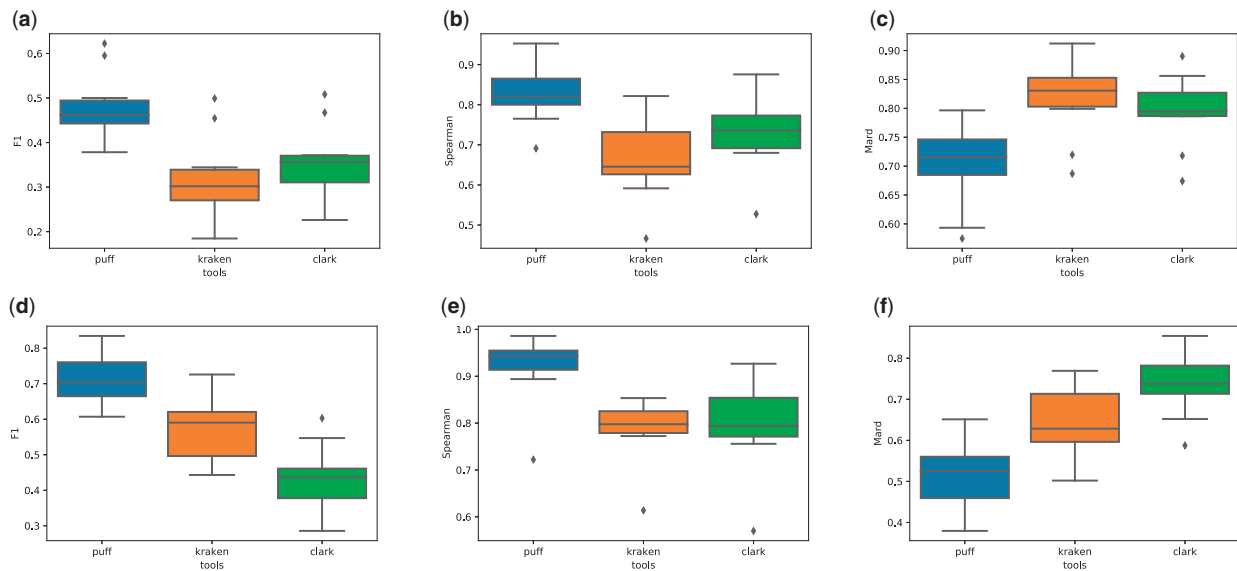 (a)
0.6
0.5
0.4
0.3
0.2
F1
puff kraken clark
tools
(b)
0.9
0.8
0.7
0.6
0.5
Spearman
puff kraken clark
tools
(c)
0.90
0.85
0.80
0.75
0.70
0.65
0.60
Mard
puff kraken clark
tools
(d)
0.8
0.7
0.6
0.5
0.4
0.3
F1
puff kraken clark
tools
(e)
1.0
0.9
0.8
0.7
0.6
Spearman
puff kraken clark
tools
(f)
0.8
0.7
0.6
0.5
0.4
Mard
puff kraken clark
tools